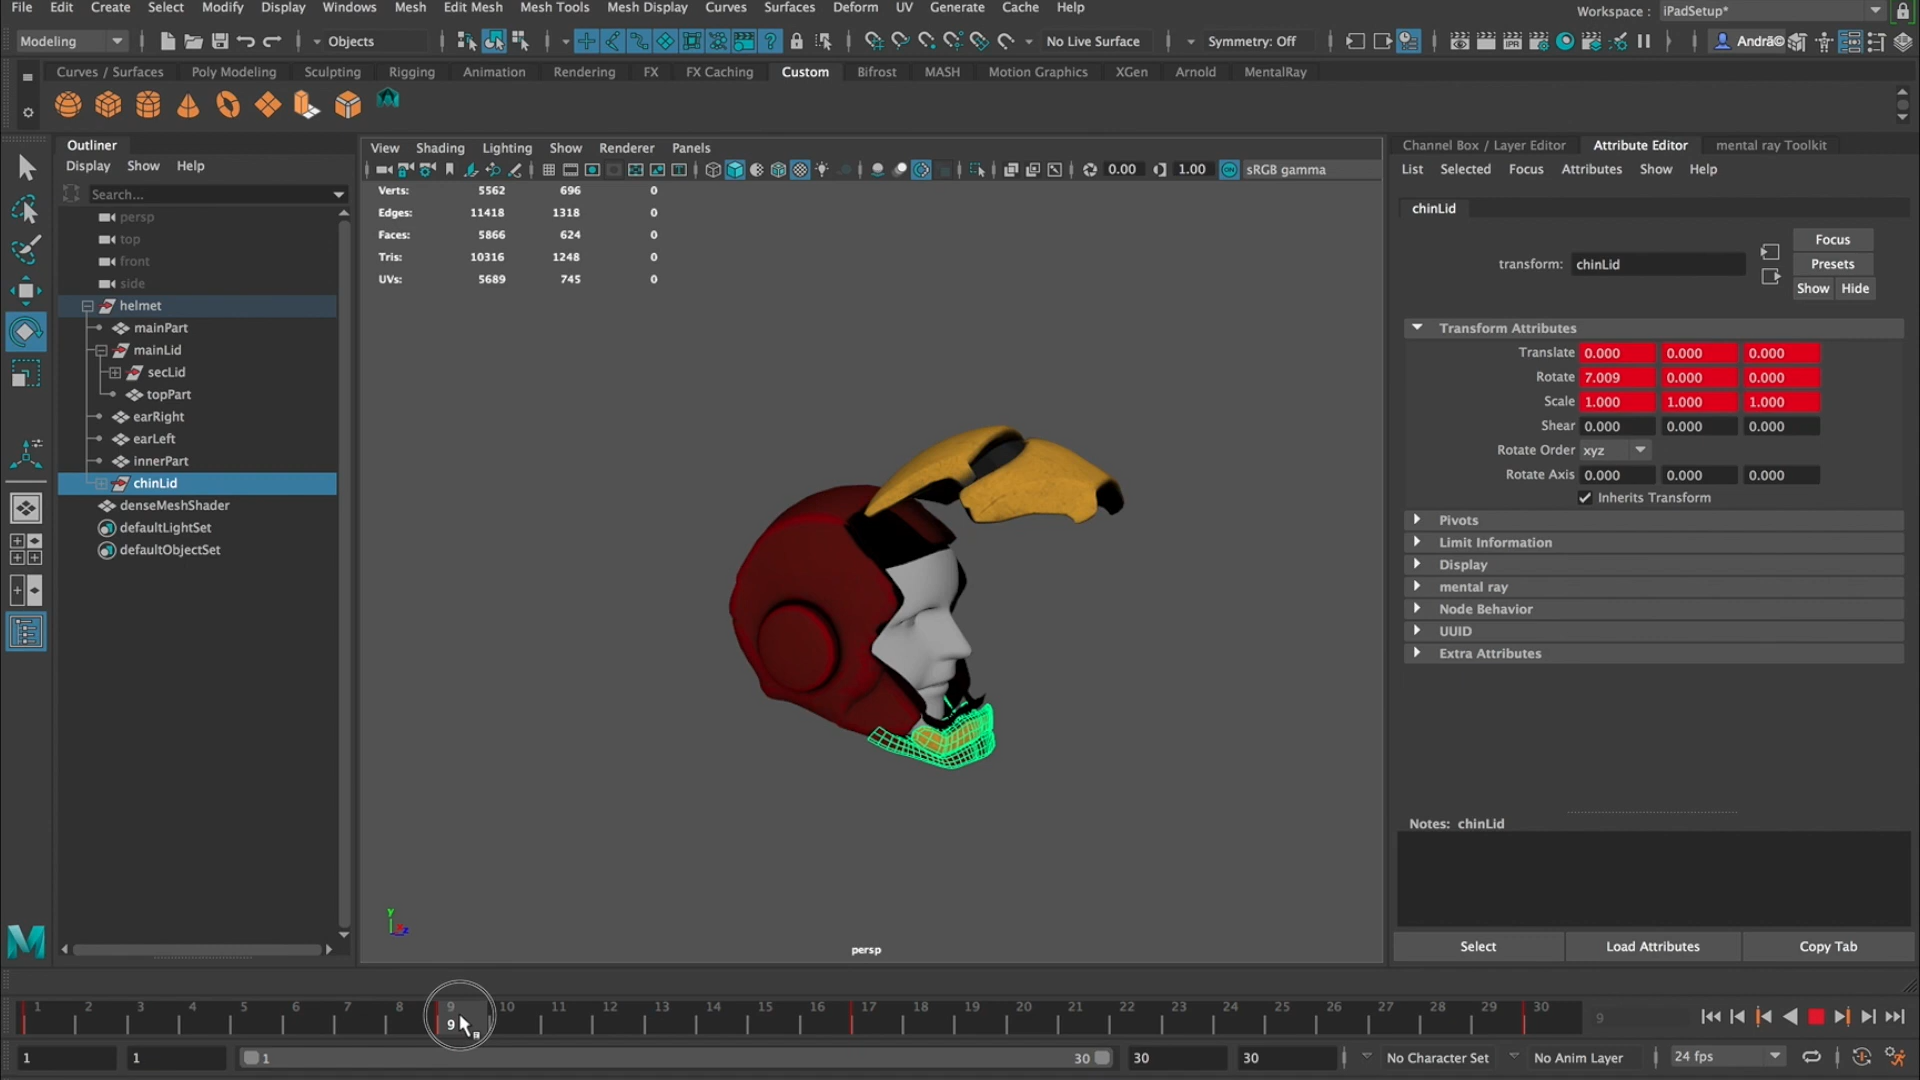 File Edit Create Select Modify Display Windows Mesh Edit Mesh Mesh Tools Mesh Display Curves Surfaces Deform UV Generate Cache Help
Workspace : iPadSetup*
Modeling Objects No Live Surface Symmetry: Off Andrã©
Curves / Surfaces Poly Modeling Sculpting Rigging Animation Rendering FX FX Caching Custom Bifrost MASH Motion Graphics XGen Arnold MentalRay
Outliner
Display Show Help
Search...
persp
top
front
side
helmet
mainPart
mainLid
secLid
topPart
earRight
earLeft
innerPart
chinLid
denseMeshShader
defaultLightSet
defaultObjectSet
View Shading Lighting Show Renderer Panels
0.00 1.00 sRGB gamma
Verts: 5562 696 0
Edges: 11418 1318 0
Faces: 5866 624 0
Tris: 10316 1248 0
UVs: 5689 745 0
persp
Channel Box / Layer Editor Attribute Editor mental ray Toolkit
List Selected Focus Attributes Show Help
chinLid
transform: chinLid
Focus
Presets
Show Hide
Transform Attributes
Translate 0.000 0.000 0.000
Rotate 7.009 0.000 0.000
Scale 1.000 1.000 1.000
Shear 0.000 0.000 0.000
Rotate Order xyz
Rotate Axis 0.000 0.000 0.000
Inherits Transform
Pivots
Limit Information
Display
mental ray
Node Behavior
UUID
Extra Attributes
Notes: chinLid
Select Load Attributes Copy Tab
1 2 3 4 5 6 7 8 9 10 11 12 13 14 15 16 17 18 19 20 21 22 23 24 25 26 27 28 29 30
9 9
1 1 1 30 30 30 No Character Set No Anim Layer 24 fps